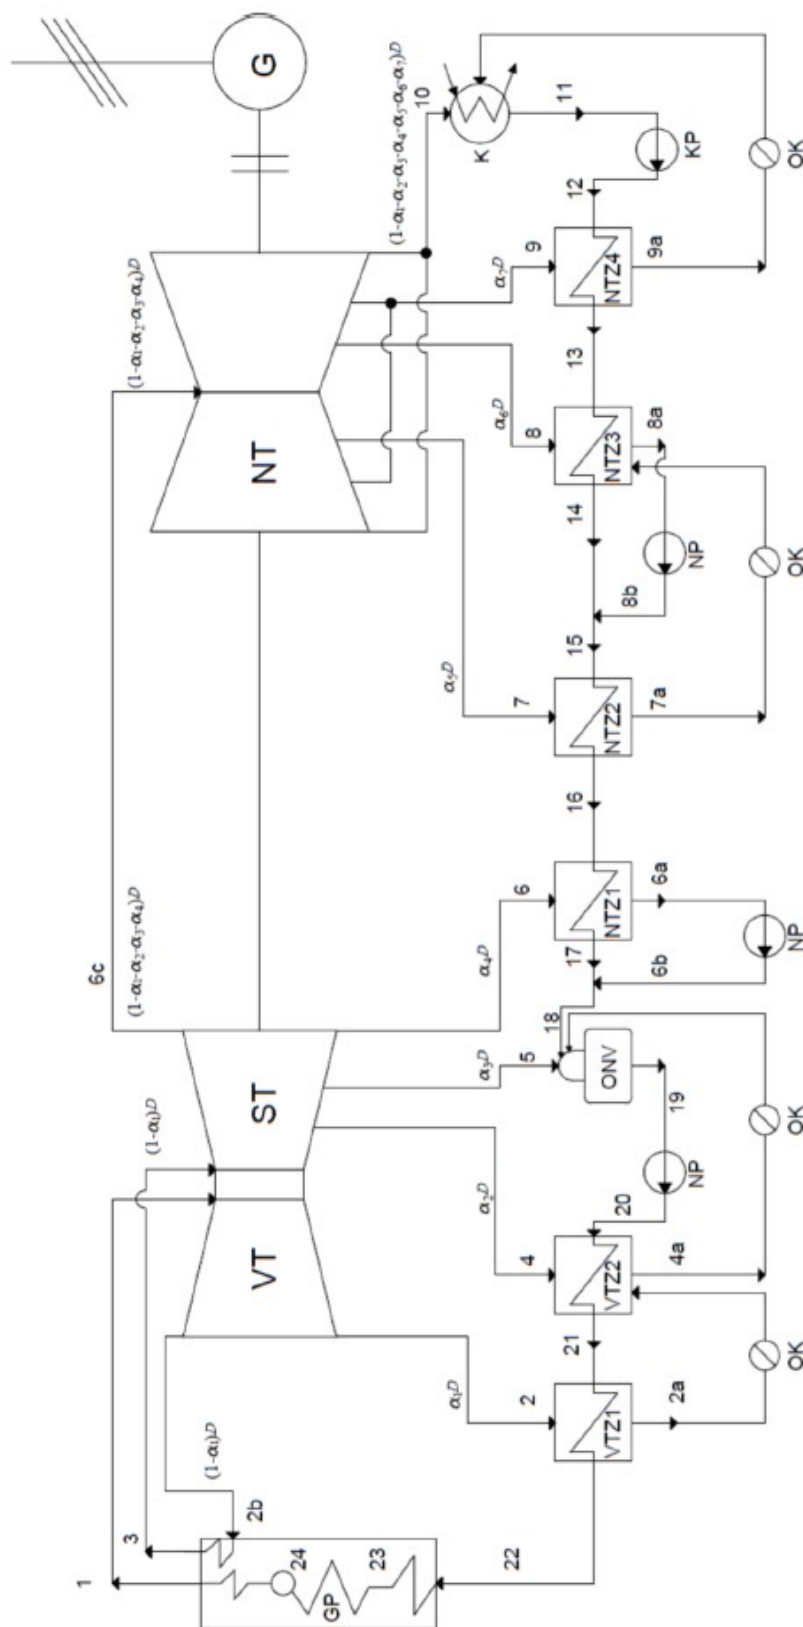 G
(1-α₁-α₂-α₃-α₄-α₅-α₆-α₇)D
10
K
11
KP
12
OK
(1-α₁-α₂-α₃-α₄)D
NT
α₇D
9
NTZ4
9a
13
α₆D
8
NTZ3
8a
14
NP
8b
15
OK
α₅D
7
NTZ2
7a
16
6c
(1-α₁-α₂-α₃-α₄)D
α₄D
6
NTZ1
6a
17
6b
NP
ST
(1-α₁)D
α₃D
5
18
ONV
19
NP
20
OK
VT
α₂D
4
VTZ2
4a
21
OK
α₁D
2
VTZ1
2a
(1-α₁)D
2b
3
1
24
GP
23
22